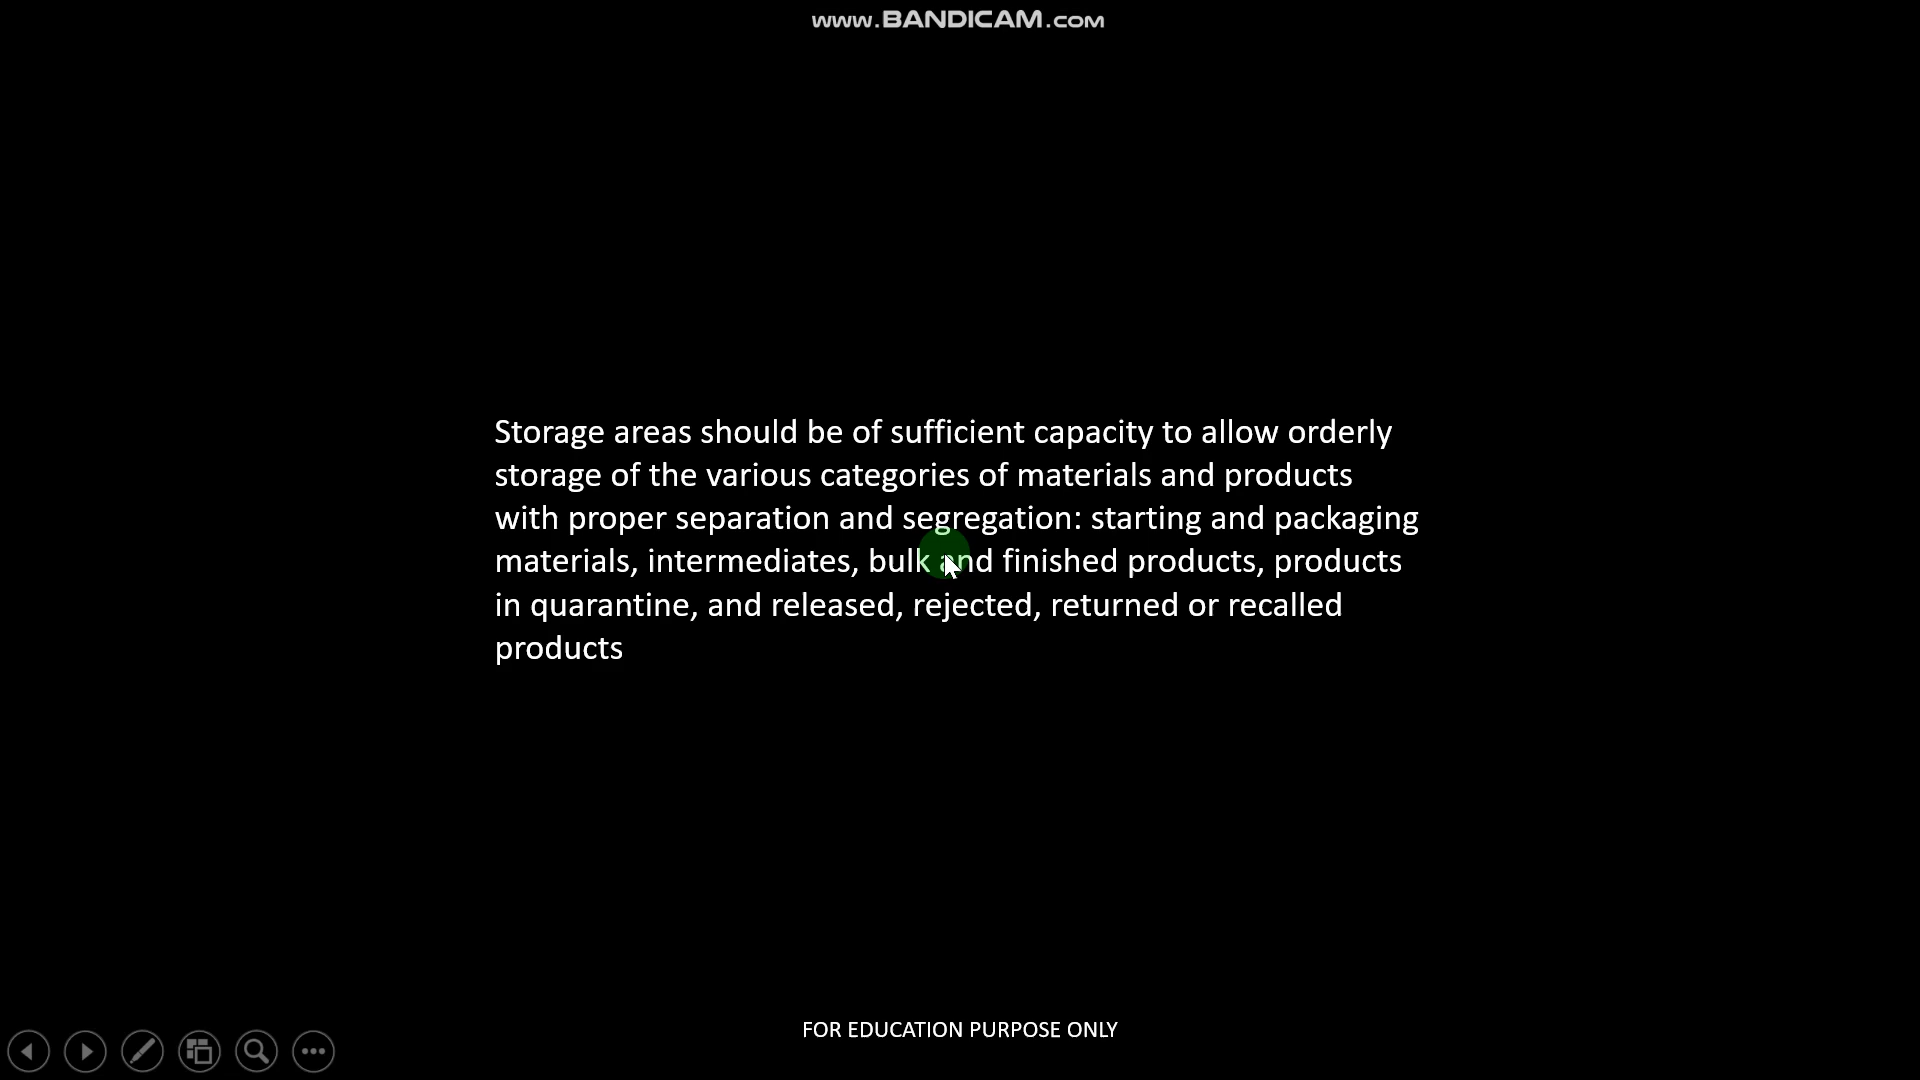 www.BANDICAM.COM
Storage areas should be of sufficient capacity to allow orderly
storage of the various categories of materials and products
with proper separation and segregation: starting and packaging
materials, intermediates, bulk and finished products, products
in quarantine, and released, rejected, returned or recalled
products
FOR EDUCATION PURPOSE ONLY